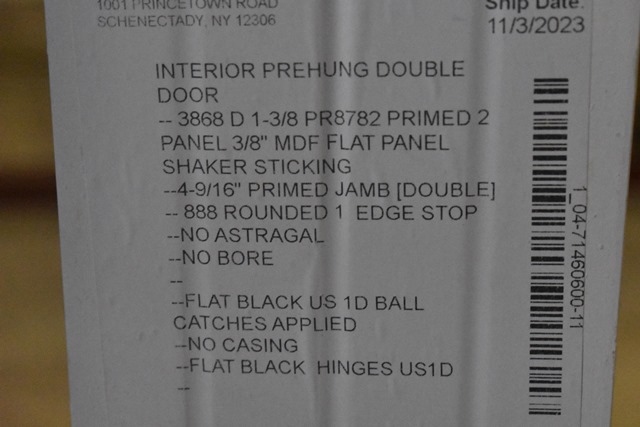 1001 PRINCETOWN ROAD
SCHENECTADY, NY 12306
Ship Date:
11/3/2023
INTERIOR PREHUNG DOUBLE
DOOR
-- 3868 D 1-3/8 PR8782 PRIMED 2
PANEL 3/8" MDF FLAT PANEL
SHAKER STICKING
--4-9/16" PRIMED JAMB [DOUBLE]
-- 888 ROUNDED 1 EDGE STOP
--NO ASTRAGAL
--NO BORE
--
--FLAT BLACK US 1D BALL
CATCHES APPLIED
--NO CASING
--FLAT BLACK HINGES US1D
--
1_04-71460600-11